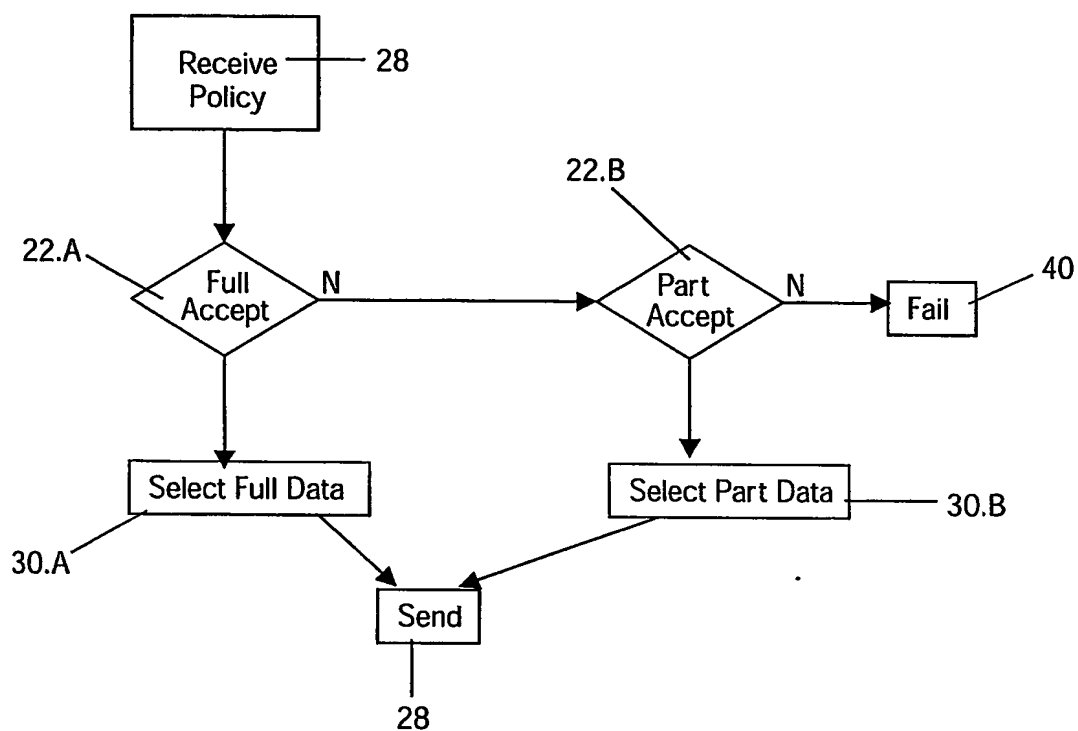 Receive
Policy
28
22.A
Full
Accept
N
22.B
Part
Accept
N
Fail
40
Select Full Data
30.A
Select Part Data
30.B
Send
28